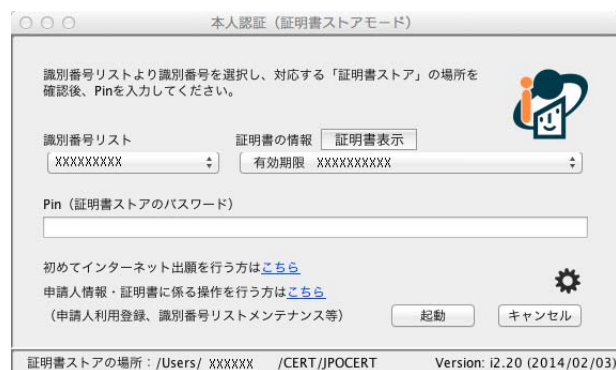 本人認証（証明書ストアモード）
識別番号リストより識別番号を選択し、対応する「証明書ストア」の場所を
確認後、Pinを入力してください。
識別番号リスト 証明書の情報 証明書表示
XXXXXXXXX 有効期限 XXXXXXXXXX
Pin（証明書ストアのパスワード）
初めてインターネット出願を行う方はこちら
申請人情報・証明書に係る操作を行う方はこちら
（申請人利用登録、識別番号リストメンテナンス等） 起動 キャンセル
証明書ストアの場所：/Users/ XXXXXX /CERT/JPOCERT Version: i2.20 (2014/02/03)